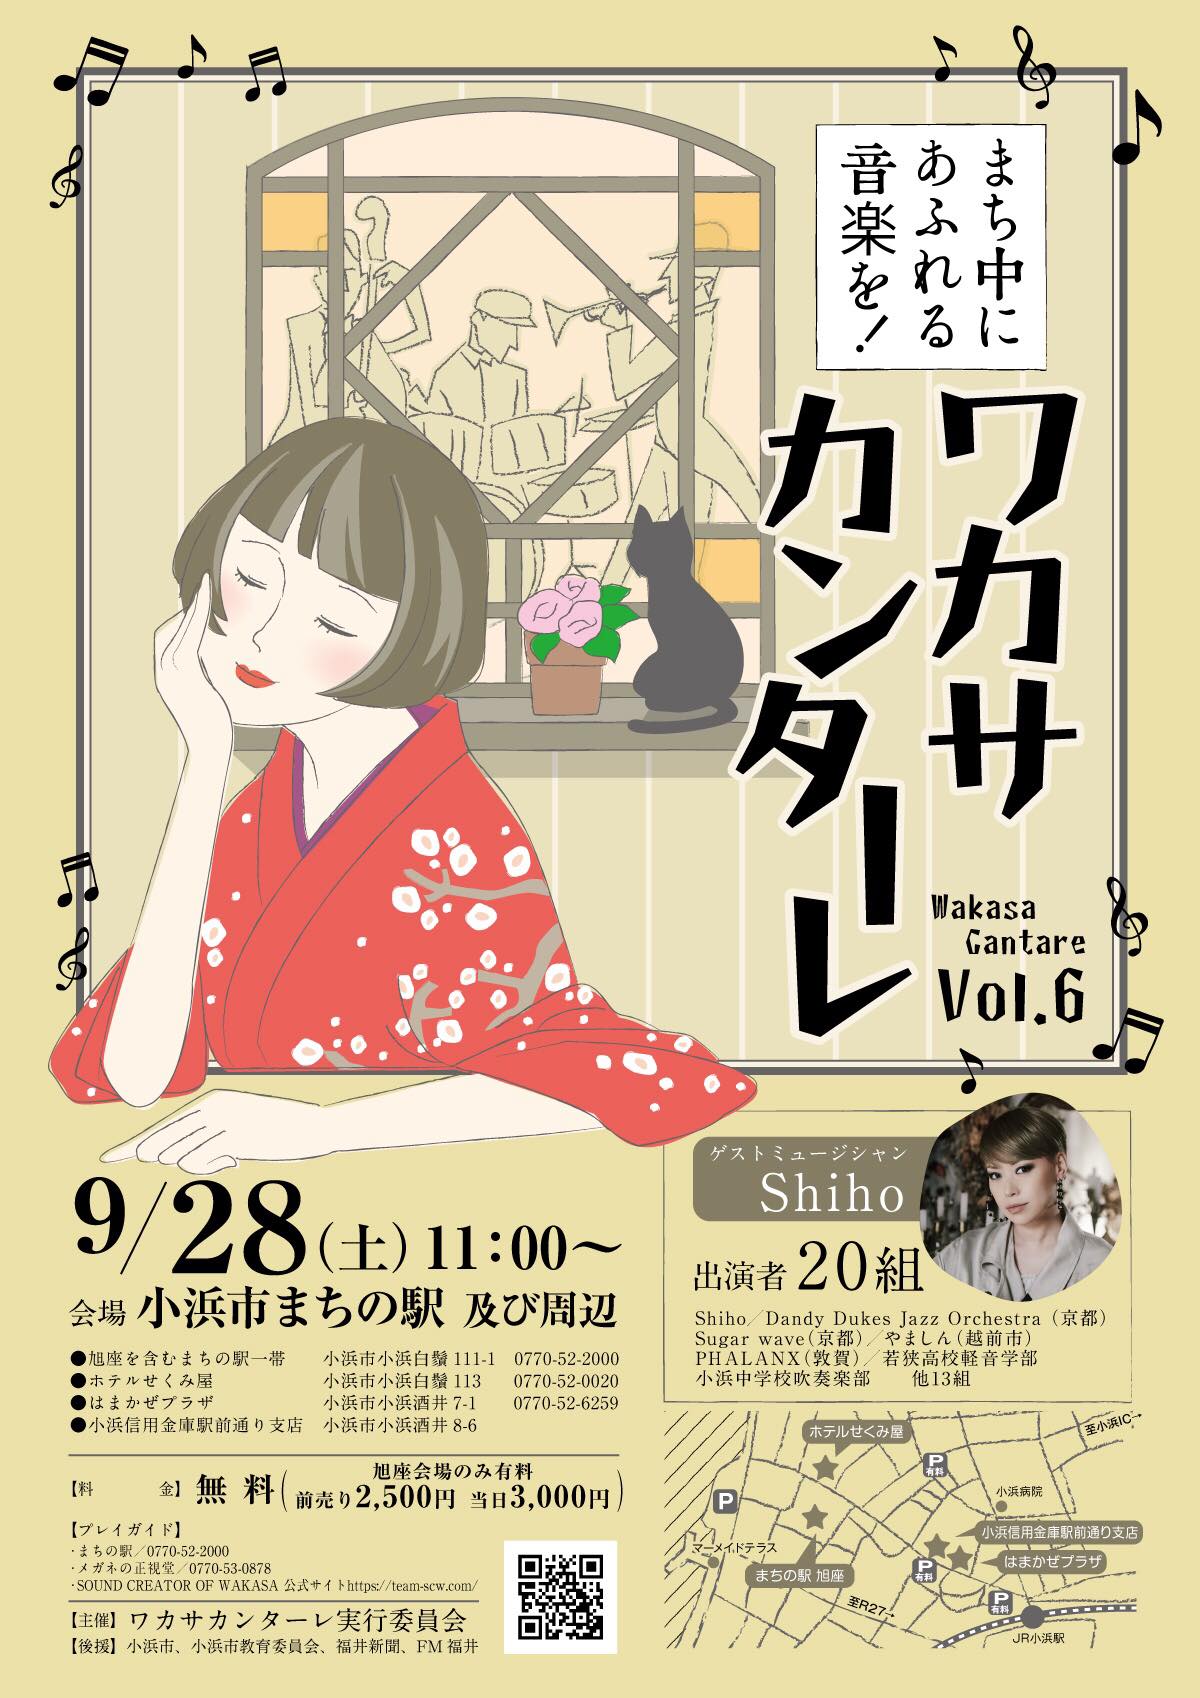 まち中に
あふれる
音楽を！
ワカサ
カンターレ
Wakasa
Cantare
Vol.6
ゲストミュージシャン
Shiho
出演者 20組
Shiho／Dandy Dukes Jazz Orchestra（京都）
Sugar wave（京都）／やましん（越前市）
PHALANX（敦賀）／若狭高校軽音学部
小浜中学校吹奏楽部　他13組
9/28（土）11：00〜
会場 小浜市まちの駅 及び周辺
●旭座を含むまちの駅一帯 小浜市小浜白鬚 111-1 0770-52-2000
●ホテルせくみ屋 小浜市小浜白鬚 113 0770-52-0020
●はまかぜプラザ 小浜市小浜酒井 7-1 0770-52-6259
●小浜信用金庫駅前通り支店 小浜市小浜酒井 8-6
【料　金】無 料（旭座会場のみ有料
前売り2,500円 当日3,000円）
【プレイガイド】
・まちの駅／0770-52-2000
・メガネの正視堂／0770-53-0878
・SOUND CREATOR OF WAKASA 公式サイトhttps://team-scw.com/
【主催】ワカサカンターレ実行委員会
【後援】小浜市、小浜市教育委員会、福井新聞、FM福井
至小浜IC→
ホテルせくみ屋
P
有料
P
小浜病院
小浜信用金庫駅前通り支店
マーメイドテラス
はまかぜプラザ
まちの駅 旭座
P
有料
至R27→
P
有料
JR小浜駅